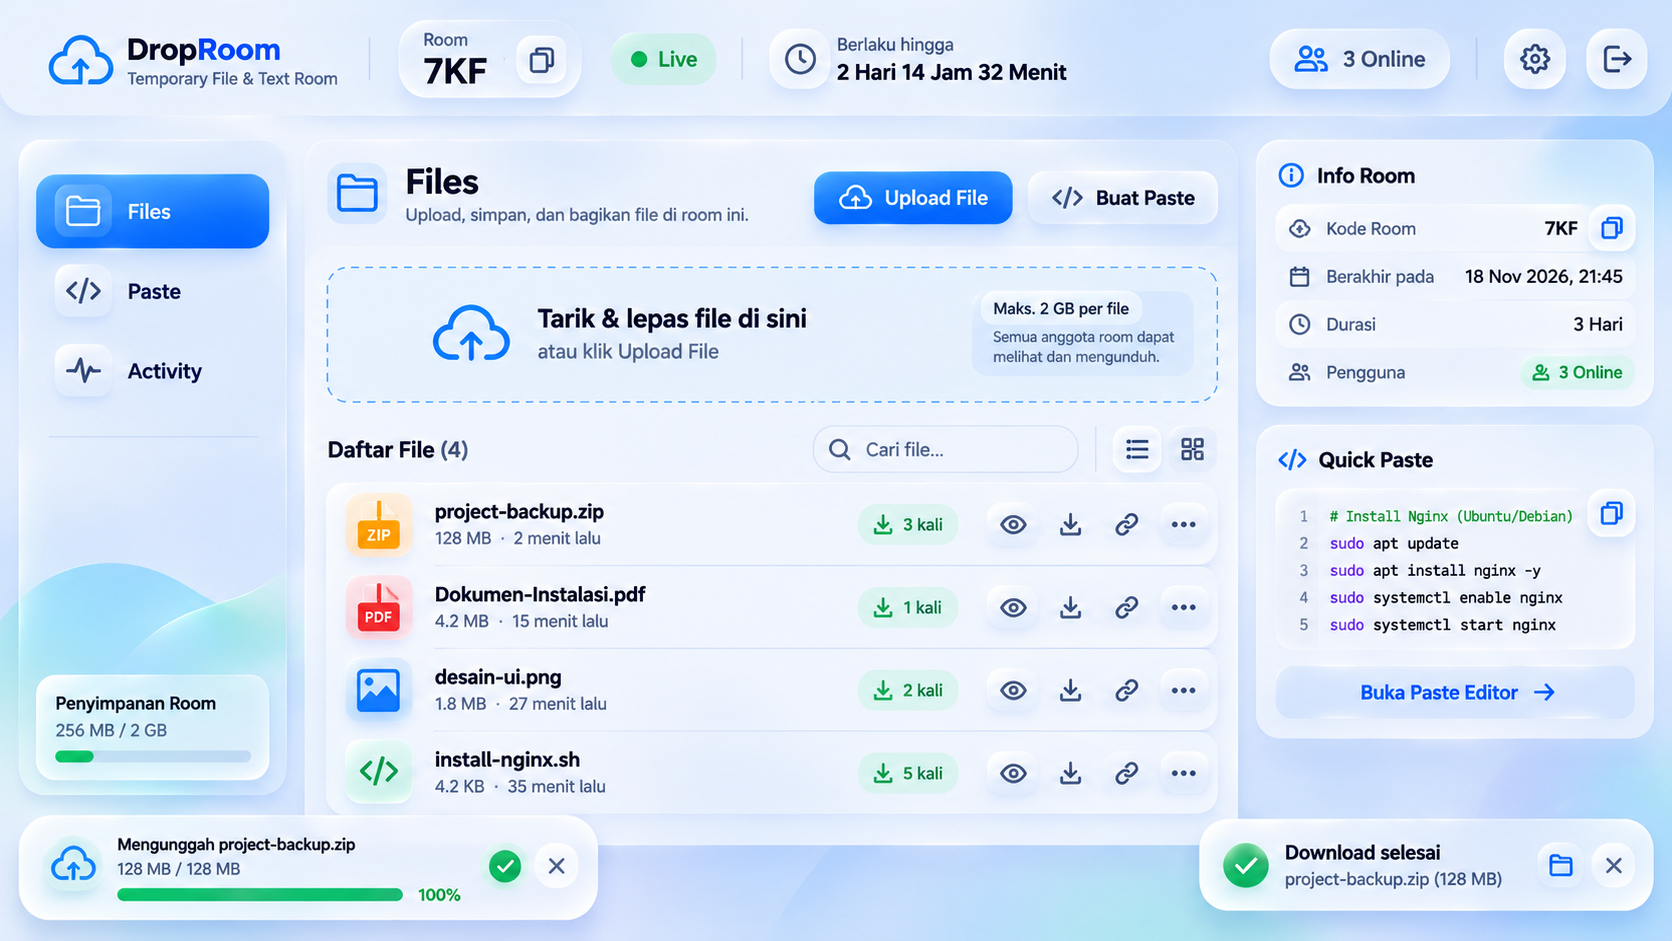 DropRoom
Temporary File & Text Room
Room
7KF
Live
Berlaku hingga
2 Hari 14 Jam 32 Menit
3 Online
Files
Paste
Activity
Penyimpanan Room
256 MB / 2 GB
Files
Upload, simpan, dan bagikan file di room ini.
Upload File
</> Buat Paste
Tarik & lepas file di sini
atau klik Upload File
Maks. 2 GB per file
Semua anggota room dapat
melihat dan mengunduh.
Daftar File (4)
Cari file...
ZIP
project-backup.zip
128 MB · 2 menit lalu
3 kali
PDF
Dokumen-Instalasi.pdf
4.2 MB · 15 menit lalu
1 kali
desain-ui.png
1.8 MB · 27 menit lalu
2 kali
install-nginx.sh
4.2 KB · 35 menit lalu
5 kali
Info Room
Kode Room 7KF
Berakhir pada 18 Nov 2026, 21:45
Durasi 3 Hari
Pengguna 3 Online
</> Quick Paste
1 # Install Nginx (Ubuntu/Debian)
2 sudo apt update
3 sudo apt install nginx -y
4 sudo systemctl enable nginx
5 sudo systemctl start nginx
Buka Paste Editor →
Mengunggah project-backup.zip
128 MB / 128 MB
100%
Download selesai
project-backup.zip (128 MB)